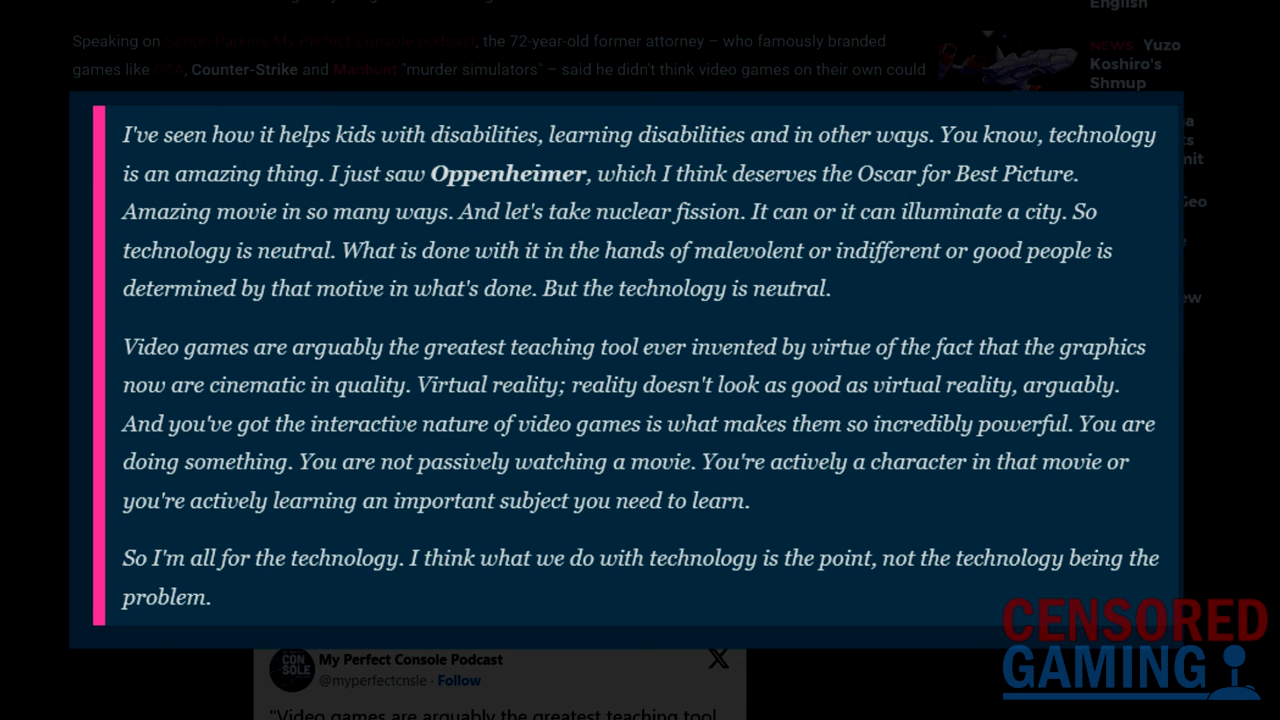 English
Speaking on Simon Parkin's My Perfect Console podcast, the 72-year-old former attorney – who famously branded
games like GTA, Counter-Strike and Manhunt "murder simulators" – said he didn't think video games on their own could
NEWS Yuzo
Koshiro's
Shmup
I've seen how it helps kids with disabilities, learning disabilities and in other ways. You know, technology
is an amazing thing. I just saw Oppenheimer, which I think deserves the Oscar for Best Picture.
Amazing movie in so many ways. And let's take nuclear fission. It can or it can illuminate a city. So
technology is neutral. What is done with it in the hands of malevolent or indifferent or good people is
determined by that motive in what's done. But the technology is neutral.
Video games are arguably the greatest teaching tool ever invented by virtue of the fact that the graphics
now are cinematic in quality. Virtual reality; reality doesn't look as good as virtual reality, arguably.
And you've got the interactive nature of video games is what makes them so incredibly powerful. You are
doing something. You are not passively watching a movie. You're actively a character in that movie or
you're actively learning an important subject you need to learn.
So I'm all for the technology. I think what we do with technology is the point, not the technology being the
problem.
CENSORED
GAMING
CON
SOLE
My Perfect Console Podcast
@myperfectcnsle · Follow
"Video games are arguably the greatest teaching tool